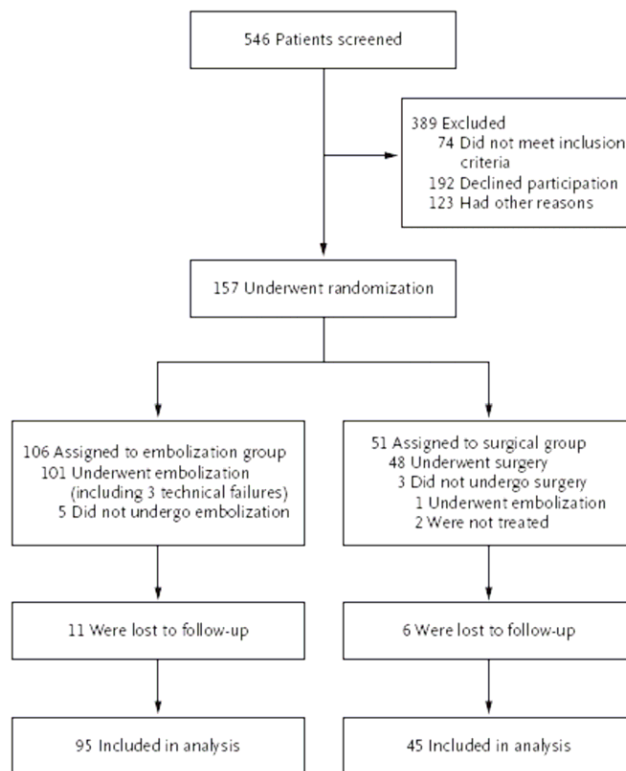 546 Patients screened
389 Excluded
74 Did not meet inclusion
criteria
192 Declined participation
123 Had other reasons
157 Underwent randomization
106 Assigned to embolization group
101 Underwent embolization
(including 3 technical failures)
5 Did not undergo embolization
51 Assigned to surgical group
48 Underwent surgery
3 Did not undergo surgery
1 Underwent embolization
2 Were not treated
11 Were lost to follow-up
6 Were lost to follow-up
95 Included in analysis
45 Included in analysis